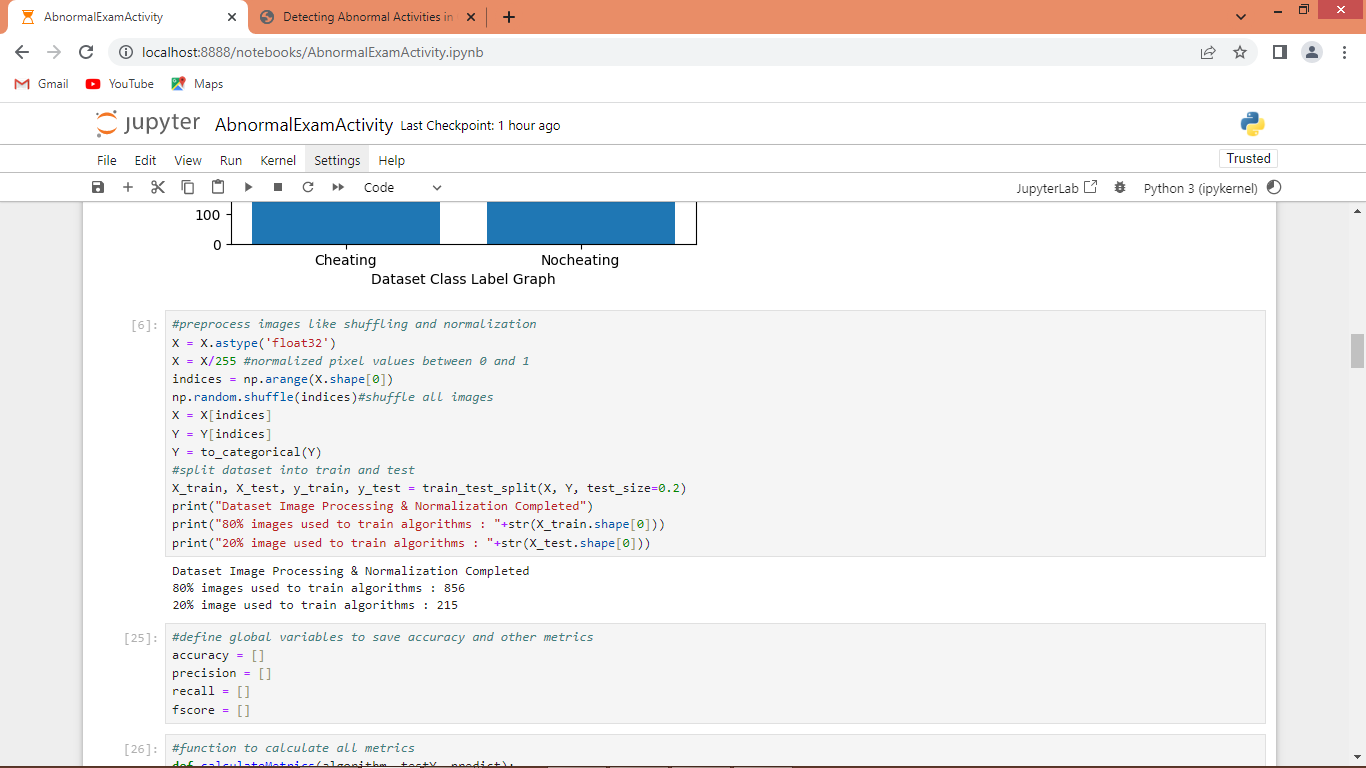 AbnormalExamActivity
Detecting Abnormal Activities in
localhost:8888/notebooks/AbnormalExamActivity.ipynb
Gmail YouTube Maps
jupyter AbnormalExamActivity Last Checkpoint: 1 hour ago
File Edit View Run Kernel Settings Help
Trusted
Code JupyterLab Python 3 (ipykernel)
100
0
Cheating Nocheating
Dataset Class Label Graph
[6]: #preprocess images like shuffling and normalization
X = X.astype('float32')
X = X/255 #normalized pixel values between 0 and 1
indices = np.arange(X.shape[0])
np.random.shuffle(indices)#shuffle all images
X = X[indices]
Y = Y[indices]
Y = to_categorical(Y)
#split dataset into train and test
X_train, X_test, y_train, y_test = train_test_split(X, Y, test_size=0.2)
print("Dataset Image Processing & Normalization Completed")
print("80% images used to train algorithms : "+str(X_train.shape[0]))
print("20% image used to train algorithms : "+str(X_test.shape[0]))
Dataset Image Processing & Normalization Completed
80% images used to train algorithms : 856
20% image used to train algorithms : 215
[25]: #define global variables to save accuracy and other metrics
accuracy = []
precision = []
recall = []
fscore = []
[26]: #function to calculate all metrics
def calculateMetrics(algorithm, testY, predict):